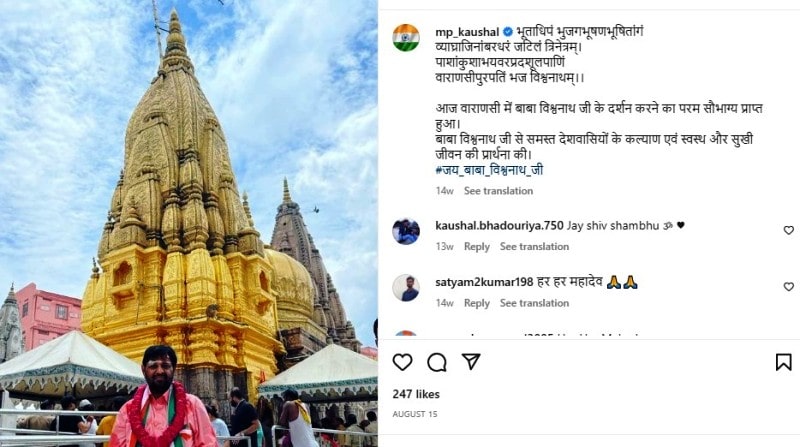 mp_kaushal भूताधिपं भुजगभूषणभूषितांगं
व्याघ्राजिनांबरधरं जटिलं त्रिनेत्रम्।
पाशांकुशाभयवरप्रदशूलपाणिं
वाराणसीपुरपतिं भज विश्वनाथम्।।
आज वाराणसी में बाबा विश्वनाथ जी के दर्शन करने का परम सौभाग्य प्राप्त
हुआ।
बाबा विश्वनाथ जी से समस्त देशवासियों के कल्याण एवं स्वस्थ और सुखी
जीवन की प्रार्थना की।
#जय_बाबा_विश्वनाथ_जी
14w See translation
kaushal.bhadouriya.750 Jay shiv shambhu ॐ ♥
13w Reply See translation
satyam2kumar198 हर हर महादेव 🙏🙏
14w Reply See translation
247 likes
AUGUST 15